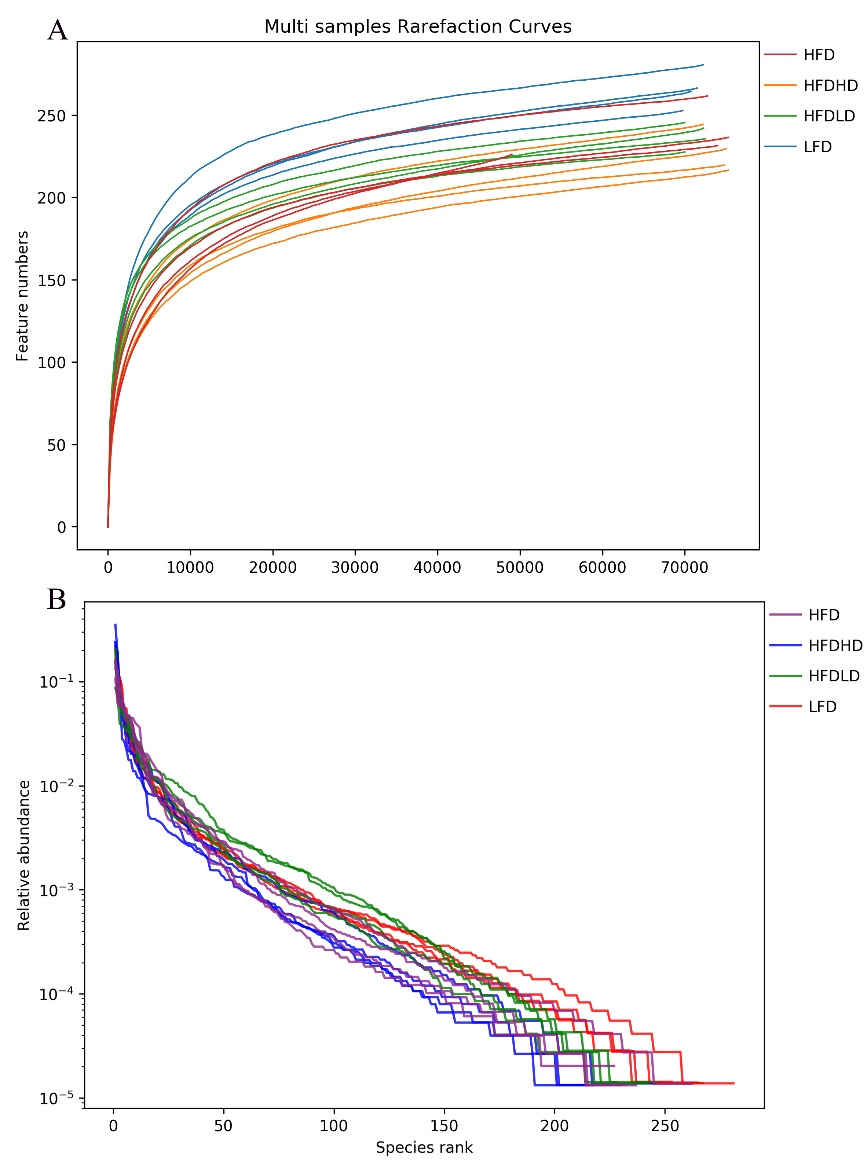 A
Multi samples Rarefaction Curves
HFD
HFDHD
HFDLD
LFD
Feature numbers
250
200
150
100
50
0
0 10000 20000 30000 40000 50000 60000 70000
B
HFD
HFDHD
HFDLD
LFD
Relative abundance
10⁻¹
10⁻²
10⁻³
10⁻⁴
10⁻⁵
0 50 100 150 200 250
Species rank